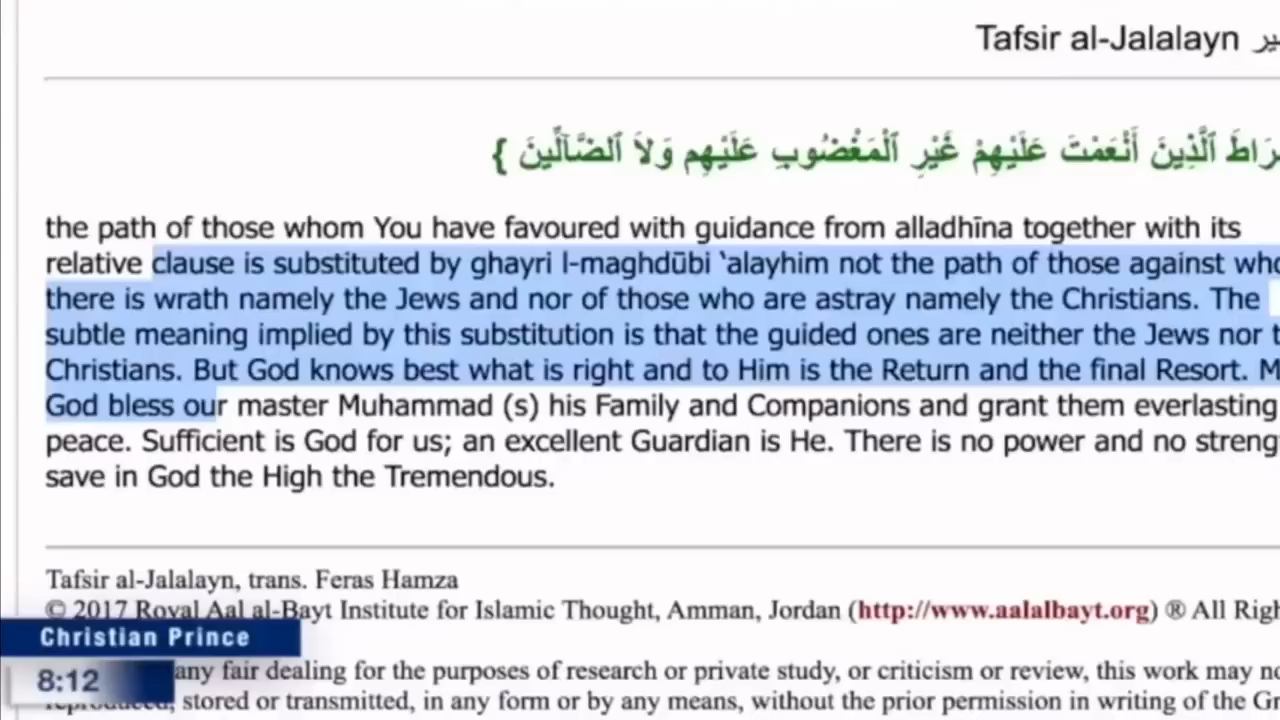 Tafsir al-Jalalayn
صِرَاطَ ٱلَّذِينَ أَنْعَمْتَ عَلَيْهِمْ غَيْرِ ٱلْمَغْضُوبِ عَلَيْهِم وَلاَ ٱلضَّآلِّينَ }
the path of those whom You have favoured with guidance from alladhīna together with its
relative clause is substituted by ghayri l-maghdūbi ‘alayhim not the path of those against
there is wrath namely the Jews and nor of those who are astray namely the Christians. The
subtle meaning implied by this substitution is that the guided ones are neither the Jews nor
Christians. But God knows best what is right and to Him is the Return and the final Resort.
God bless our master Muhammad (s) his Family and Companions and grant them everlasting
peace. Sufficient is God for us; an excellent Guardian is He. There is no power and no
save in God the High the Tremendous.
Tafsir al-Jalalayn, trans. Feras Hamza
© 2017 Royal Aal al-Bayt Institute for Islamic Thought, Amman, Jordan (http://www.aalalbayt.org) ® All
Christian Prince
any fair dealing for the purposes of research or private study, or criticism or review, this work may
8:12
reproduced, stored or transmitted, in any form or by any means, without the prior permission in writing of the